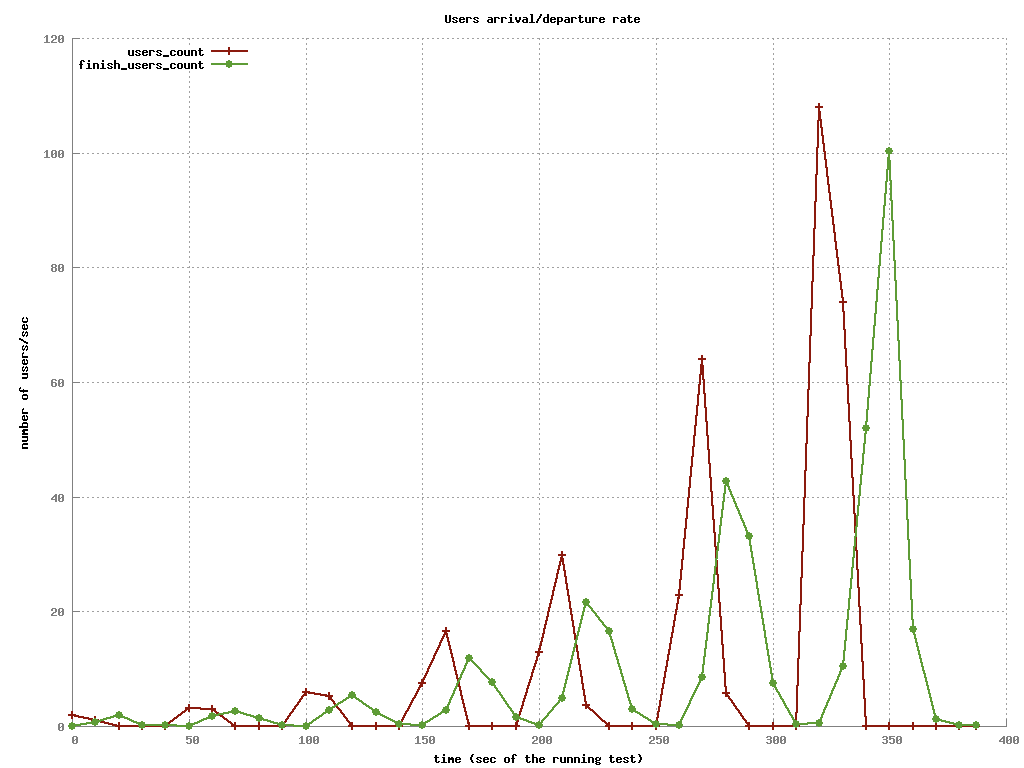 Users arrival/departure rate
users_count
finish_users_count
120
100
80
60
40
20
0
number of users/sec
0 50 100 150 200 250 300 350 400
time (sec of the running test)